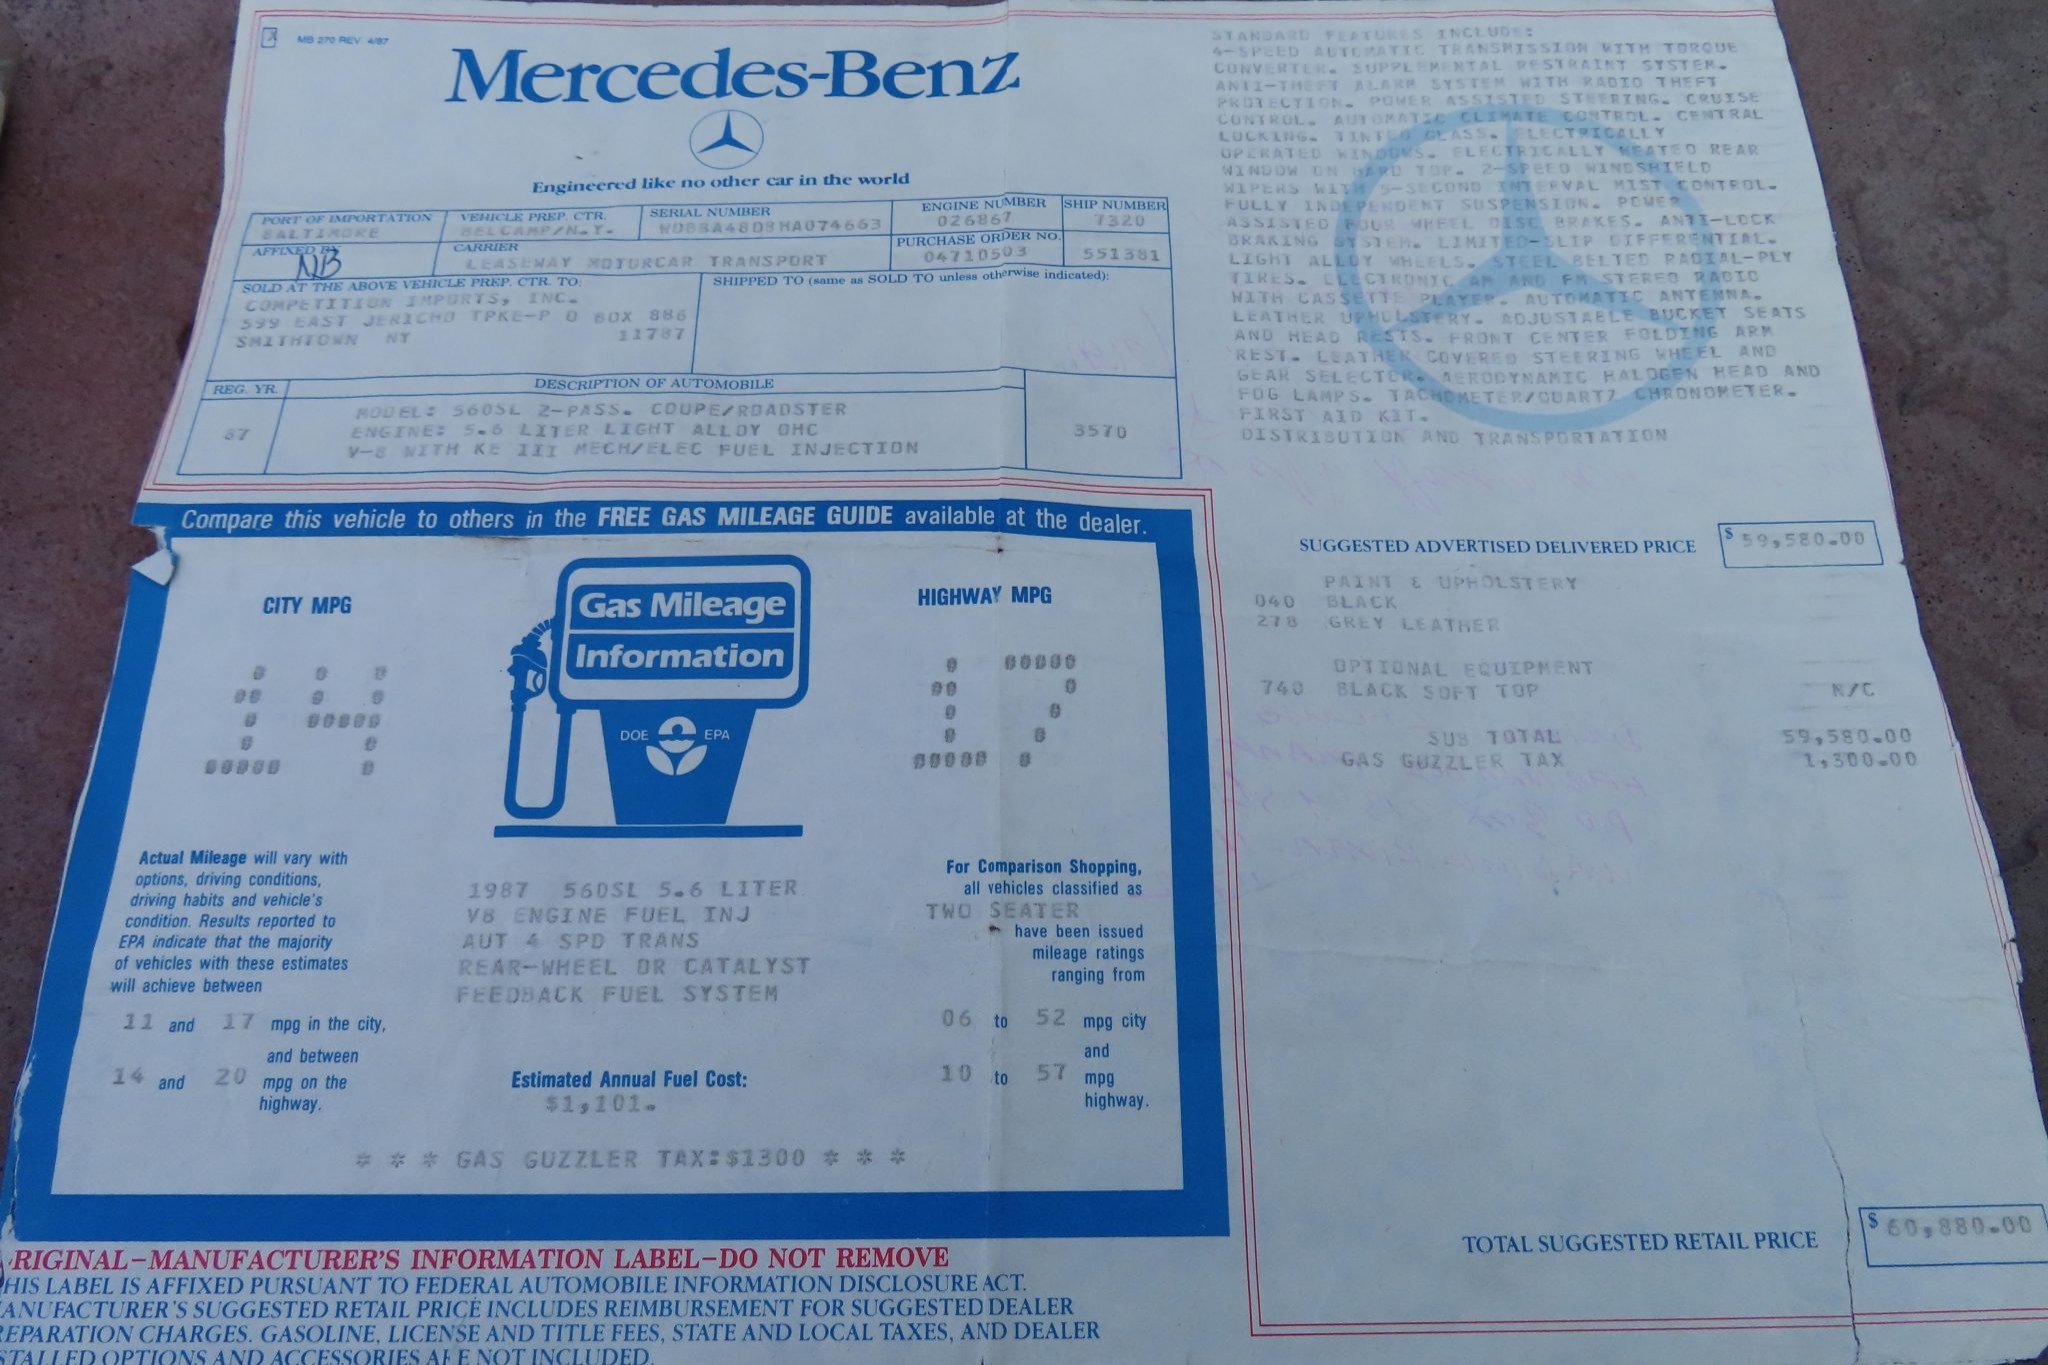 MB 270 REV 4/87
Mercedes-Benz
Engineered like no other car in the world
PORT OF IMPORTATION VEHICLE PREP. CTR. SERIAL NUMBER ENGINE NUMBER SHIP NUMBER
BALTIMORE BELCAMP/N.Y. WDBBA48D8HA074663 026867 7320
AFFIXED BY CARRIER PURCHASE ORDER NO.
NB LEASEWAY MOTORCAR TRANSPORT 04710503 551381
SOLD AT THE ABOVE VEHICLE PREP. CTR. TO: SHIPPED TO (same as SOLD TO unless otherwise indicated):
COMPETITION IMPORTS, INC.
599 EAST JERICHO TPKE-P O BOX 886
SMITHTOWN NY 11787
REG. YR. DESCRIPTION OF AUTOMOBILE
MODEL: 560SL 2-PASS. COUPE/ROADSTER
87 ENGINE: 5.6 LITER LIGHT ALLOY OHC 3570
V-8 WITH KE III MECH/ELEC FUEL INJECTION
STANDARD FEATURES INCLUDE:
4-SPEED AUTOMATIC TRANSMISSION WITH TORQUE
CONVERTER. SUPPLEMENTAL RESTRAINT SYSTEM.
ANTI-THEFT ALARM SYSTEM WITH RADIO THEFT
PROTECTION. POWER ASSISTED STEERING. CRUISE
CONTROL. AUTOMATIC CLIMATE CONTROL. CENTRAL
LOCKING. TINTED GLASS. ELECTRICALLY
OPERATED WINDOWS. ELECTRICALLY HEATED REAR
WINDOW ON HARD TOP. 2-SPEED WINDSHIELD
WIPERS WITH 5-SECOND INTERVAL MIST CONTROL.
FULLY INDEPENDENT SUSPENSION. POWER
ASSISTED FOUR WHEEL DISC BRAKES. ANTI-LOCK
BRAKING SYSTEM. LIMITED-SLIP DIFFERENTIAL.
LIGHT ALLOY WHEELS. STEEL BELTED RADIAL-PLY
TIRES. ELECTRONIC AM AND FM STEREO RADIO
WITH CASSETTE PLAYER. AUTOMATIC ANTENNA.
LEATHER UPHOLSTERY. ADJUSTABLE BUCKET SEATS
AND HEAD RESTS. FRONT CENTER FOLDING ARM
REST. LEATHER COVERED STEERING WHEEL AND
GEAR SELECTOR. AERODYNAMIC HALOGEN HEAD AND
FOG LAMPS. TACHOMETER/QUARTZ CHRONOMETER.
FIRST AID KIT.
DISTRIBUTION AND TRANSPORTATION
SUGGESTED ADVERTISED DELIVERED PRICE $ 59,580.00
PAINT & UPHOLSTERY
040 BLACK
278 GREY LEATHER
OPTIONAL EQUIPMENT
740 BLACK SOFT TOP N/C
SUB TOTAL 59,580.00
GAS GUZZLER TAX 1,300.00
TOTAL SUGGESTED RETAIL PRICE $ 60,880.00
Compare this vehicle to others in the FREE GAS MILEAGE GUIDE available at the dealer.
CITY MPG
14
Gas Mileage
Information
DOE EPA
HIGHWAY MPG
17
Actual Mileage will vary with
options, driving conditions,
driving habits and vehicle's
condition. Results reported to
EPA indicate that the majority
of vehicles with these estimates
will achieve between
11 and 17 mpg in the city,
and between
14 and 20 mpg on the
highway.
1987 560SL 5.6 LITER
V8 ENGINE FUEL INJ
AUT 4 SPD TRANS
REAR-WHEEL DR CATALYST
FEEDBACK FUEL SYSTEM
Estimated Annual Fuel Cost:
$1,101.
For Comparison Shopping,
all vehicles classified as
TWO SEATER
have been issued
mileage ratings
ranging from
06 to 52 mpg city
and
10 to 57 mpg
highway.
* * * GAS GUZZLER TAX:$1300 * * *
RIGINAL-MANUFACTURER'S INFORMATION LABEL-DO NOT REMOVE
HIS LABEL IS AFFIXED PURSUANT TO FEDERAL AUTOMOBILE INFORMATION DISCLOSURE ACT.
ANUFACTURER'S SUGGESTED RETAIL PRICE INCLUDES REIMBURSEMENT FOR SUGGESTED DEALER
REPARATION CHARGES. GASOLINE, LICENSE AND TITLE FEES, STATE AND LOCAL TAXES, AND DEALER
STALLED OPTIONS AND ACCESSORIES ARE NOT INCLUDED.